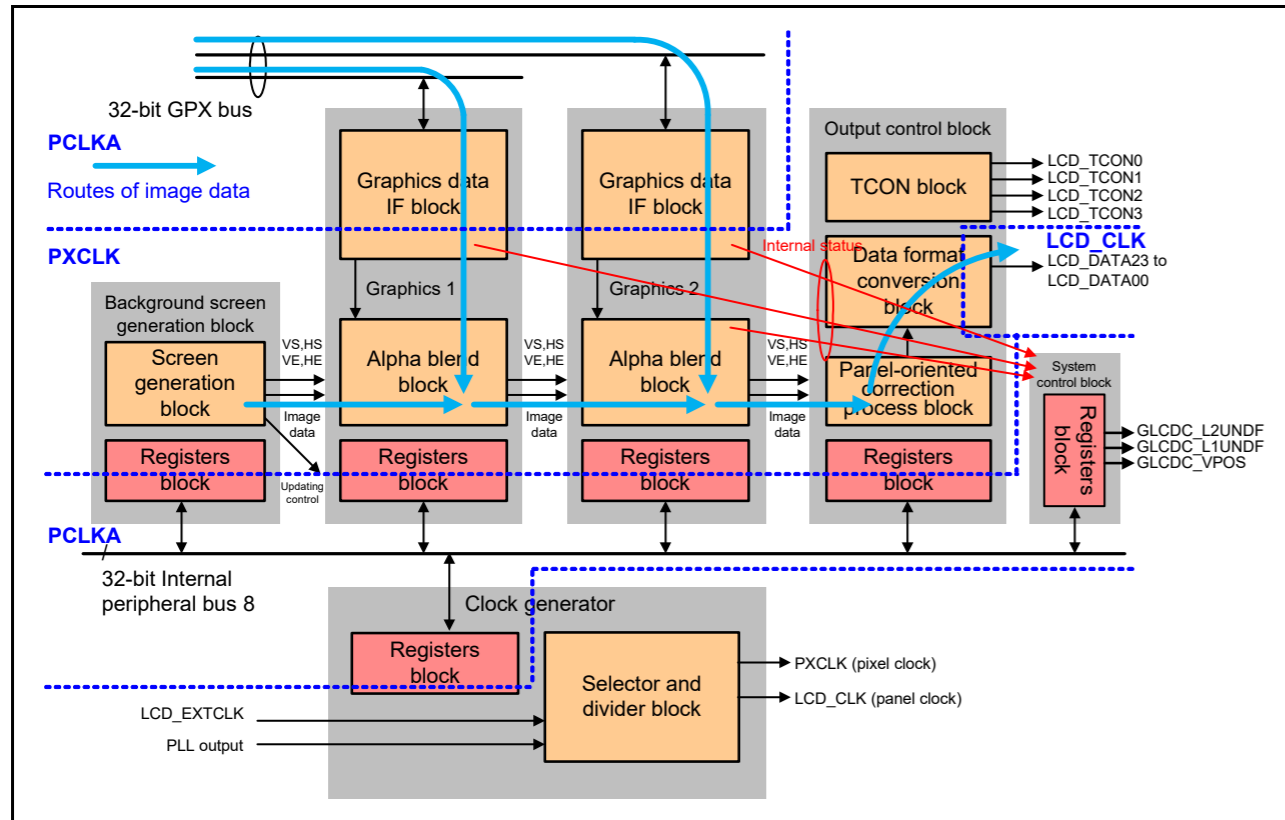 32-bit GPX bus
PCLKA
Routes of image data
PXCLK
Graphics data
IF block
Graphics data
IF block
Output control block
TCON block
LCD_TCON0
LCD_TCON1
LCD_TCON2
LCD_TCON3
Internal status
LCD_CLK
LCD_DATA23 to
LCD_DATA00
Data format
conversion
block
Graphics 1
Graphics 2
Background screen
generation block
Screen
generation
block
VS,HS
VE,HE
Image
data
Alpha blend
block
VS,HS
VE,HE
Image
data
Alpha blend
block
VS,HS
VE,HE
Image
data
Panel-oriented
correction
process block
System
control block
Registers
block
GLCDC_L2UNDF
GLCDC_L1UNDF
GLCDC_VPOS
Registers
block
Updating
control
Registers
block
Registers
block
Registers
block
PCLKA
32-bit Internal
peripheral bus 8
Clock generator
Registers
block
Selector and
divider block
PXCLK (pixel clock)
LCD_CLK (panel clock)
LCD_EXTCLK
PLL output